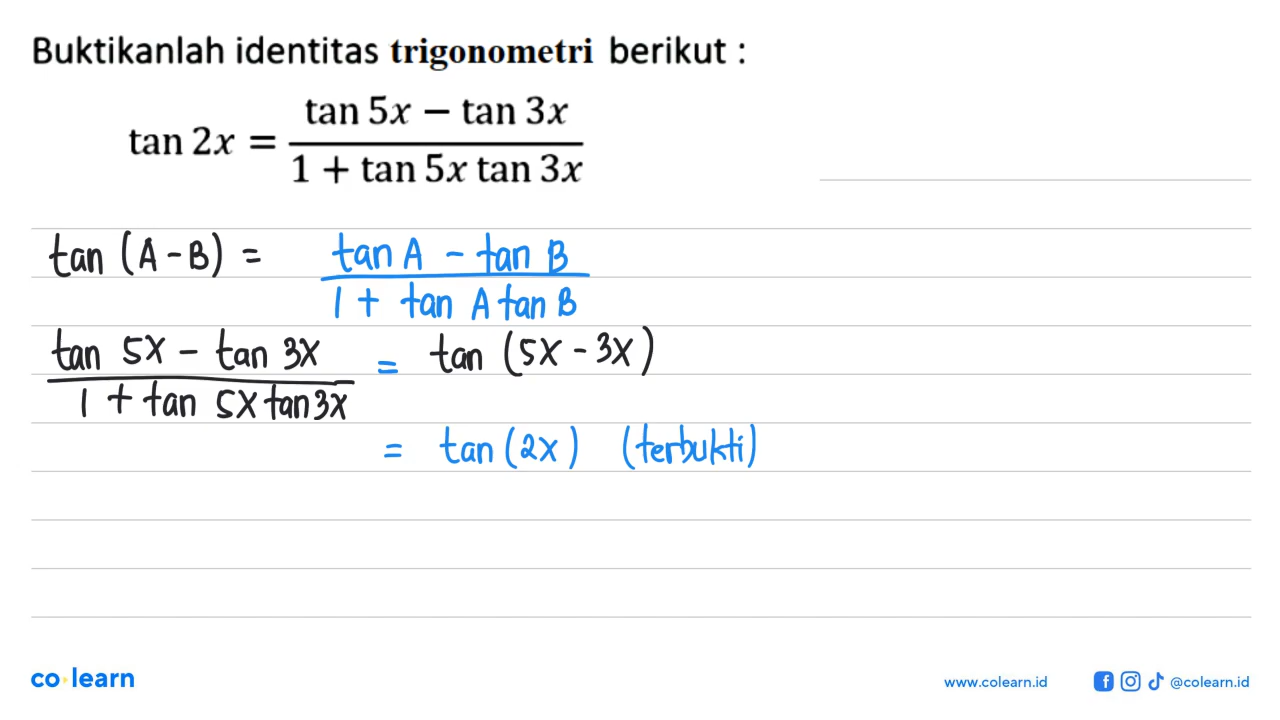 Buktikanlah identitas trigonometri berikut :
tan 2x = (tan 5x − tan 3x) / (1 + tan 5x tan 3x)
tan (A - B) = (tan A - tan B) / (1 + tan A tan B)
(tan 5x - tan 3x) / (1 + tan 5x tan 3x) = tan (5x - 3x)
= tan (2x) (terbukti)
co learn
www.colearn.id @colearn.id